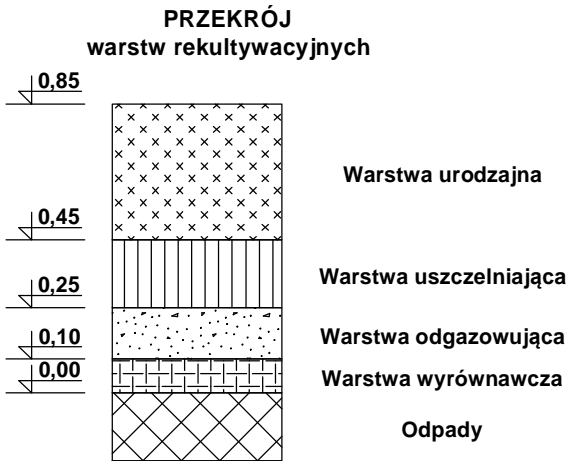 PRZEKRÓJ
warstw rekultywacyjnych
0,85
Warstwa urodzajna
0,45
Warstwa uszczelniająca
0,25
Warstwa odgazowująca
0,10
Warstwa wyrównawcza
0,00
Odpady